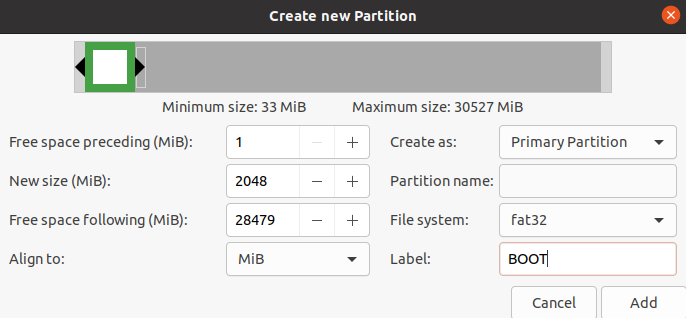 Create new Partition
Minimum size: 33 MiB Maximum size: 30527 MiB
Free space preceding (MiB): 1 Create as: Primary Partition
New size (MiB): 2048 Partition name:
Free space following (MiB): 28479 File system: fat32
Align to: MiB Label: BOOT
Cancel Add